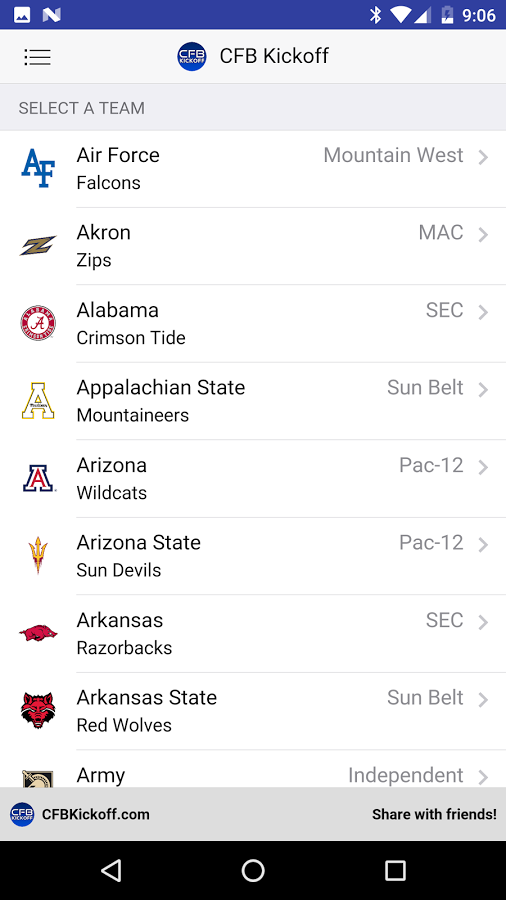 9:06
CFB KICKOFF
CFB Kickoff
SELECT A TEAM
Air Force
Mountain West
Falcons
Akron
MAC
Zips
Alabama
SEC
Crimson Tide
Appalachian State
Sun Belt
Mountaineers
Arizona
Pac-12
Wildcats
Arizona State
Pac-12
Sun Devils
Arkansas
SEC
Razorbacks
Arkansas State
Sun Belt
Red Wolves
Army
Independent
CFB KICKOFF
CFBKickoff.com
Share with friends!